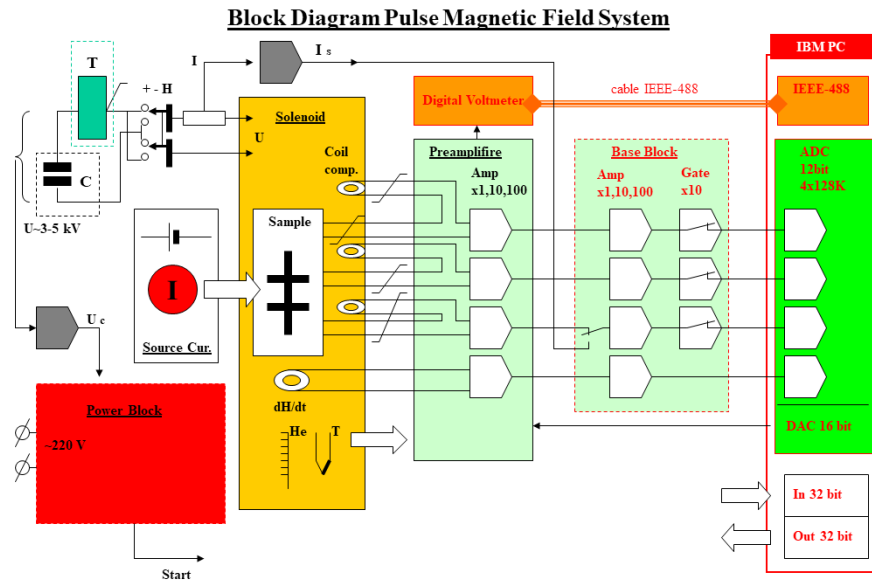 Block Diagram Pulse Magnetic Field System
IBM PC
T
I
I s
+ - H
Digital Voltmeter
cable IEEE-488
IEEE-488
Solenoid
U
C
U~3-5 kV
Coil
comp.
Preamplifire
Amp
x1,10,100
Base Block
Amp
x1,10,100
Gate
x10
ADC
12bit
4x128K
Sample
I
Source Cur.
U c
Power Block
~220 V
dH/dt
He
T
DAC 16 bit
In 32 bit
Out 32 bit
Start